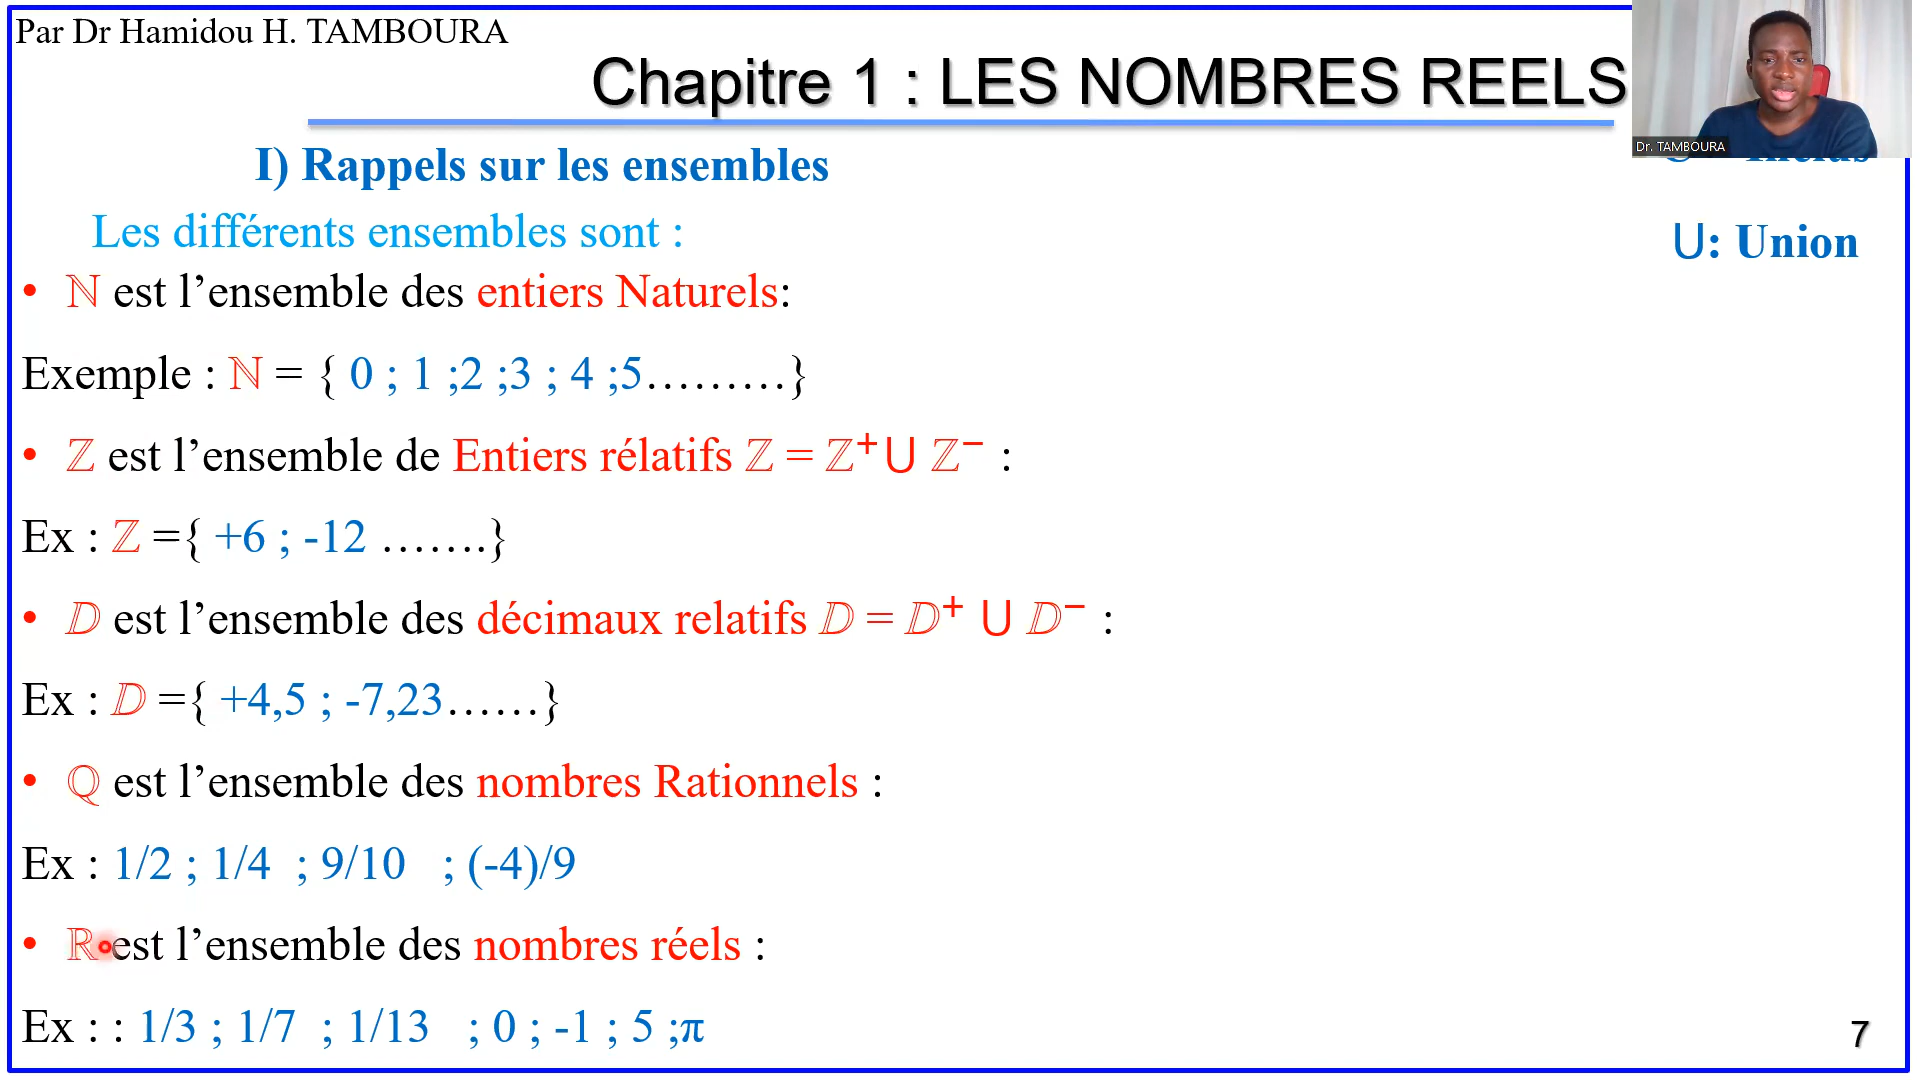 Par Dr Hamidou H. TAMBOURA
Chapitre 1 : LES NOMBRES REELS
Dr. TAMBOURA
I) Rappels sur les ensembles
Les différents ensembles sont :
∪: Union
• ℕ est l’ensemble des entiers Naturels:
Exemple : ℕ = { 0 ; 1 ;2 ;3 ; 4 ;5………}
• ℤ est l’ensemble de Entiers rélatifs ℤ = ℤ⁺∪ ℤ⁻ :
Ex : ℤ ={ +6 ; -12 …….}
• 𝔻 est l’ensemble des décimaux relatifs 𝔻 = 𝔻⁺ ∪ 𝔻⁻ :
Ex : 𝔻 ={ +4,5 ; -7,23……}
• ℚ est l’ensemble des nombres Rationnels :
Ex : 1/2 ; 1/4 ; 9/10 ; (-4)/9
• ℝ est l’ensemble des nombres réels :
Ex : : 1/3 ; 1/7 ; 1/13 ; 0 ; -1 ; 5 ;π
7